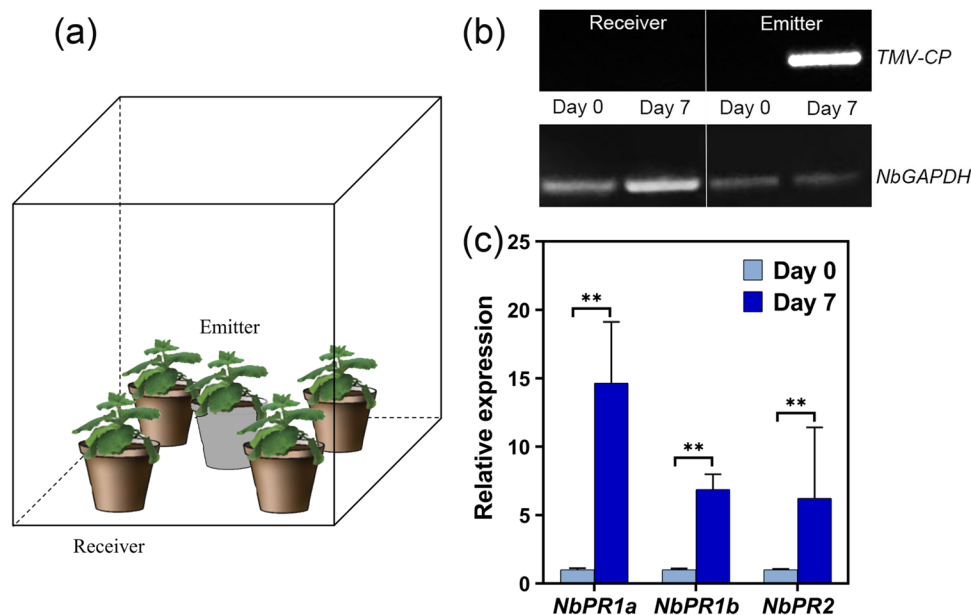 (a)
Emitter
Receiver
(b)
Receiver Emitter
TMV-CP
Day 0 Day 7 Day 0 Day 7
NbGAPDH
(c)
Relative expression
25
20
15
10
5
0
Day 0
Day 7
**
**
**
NbPR1a NbPR1b NbPR2